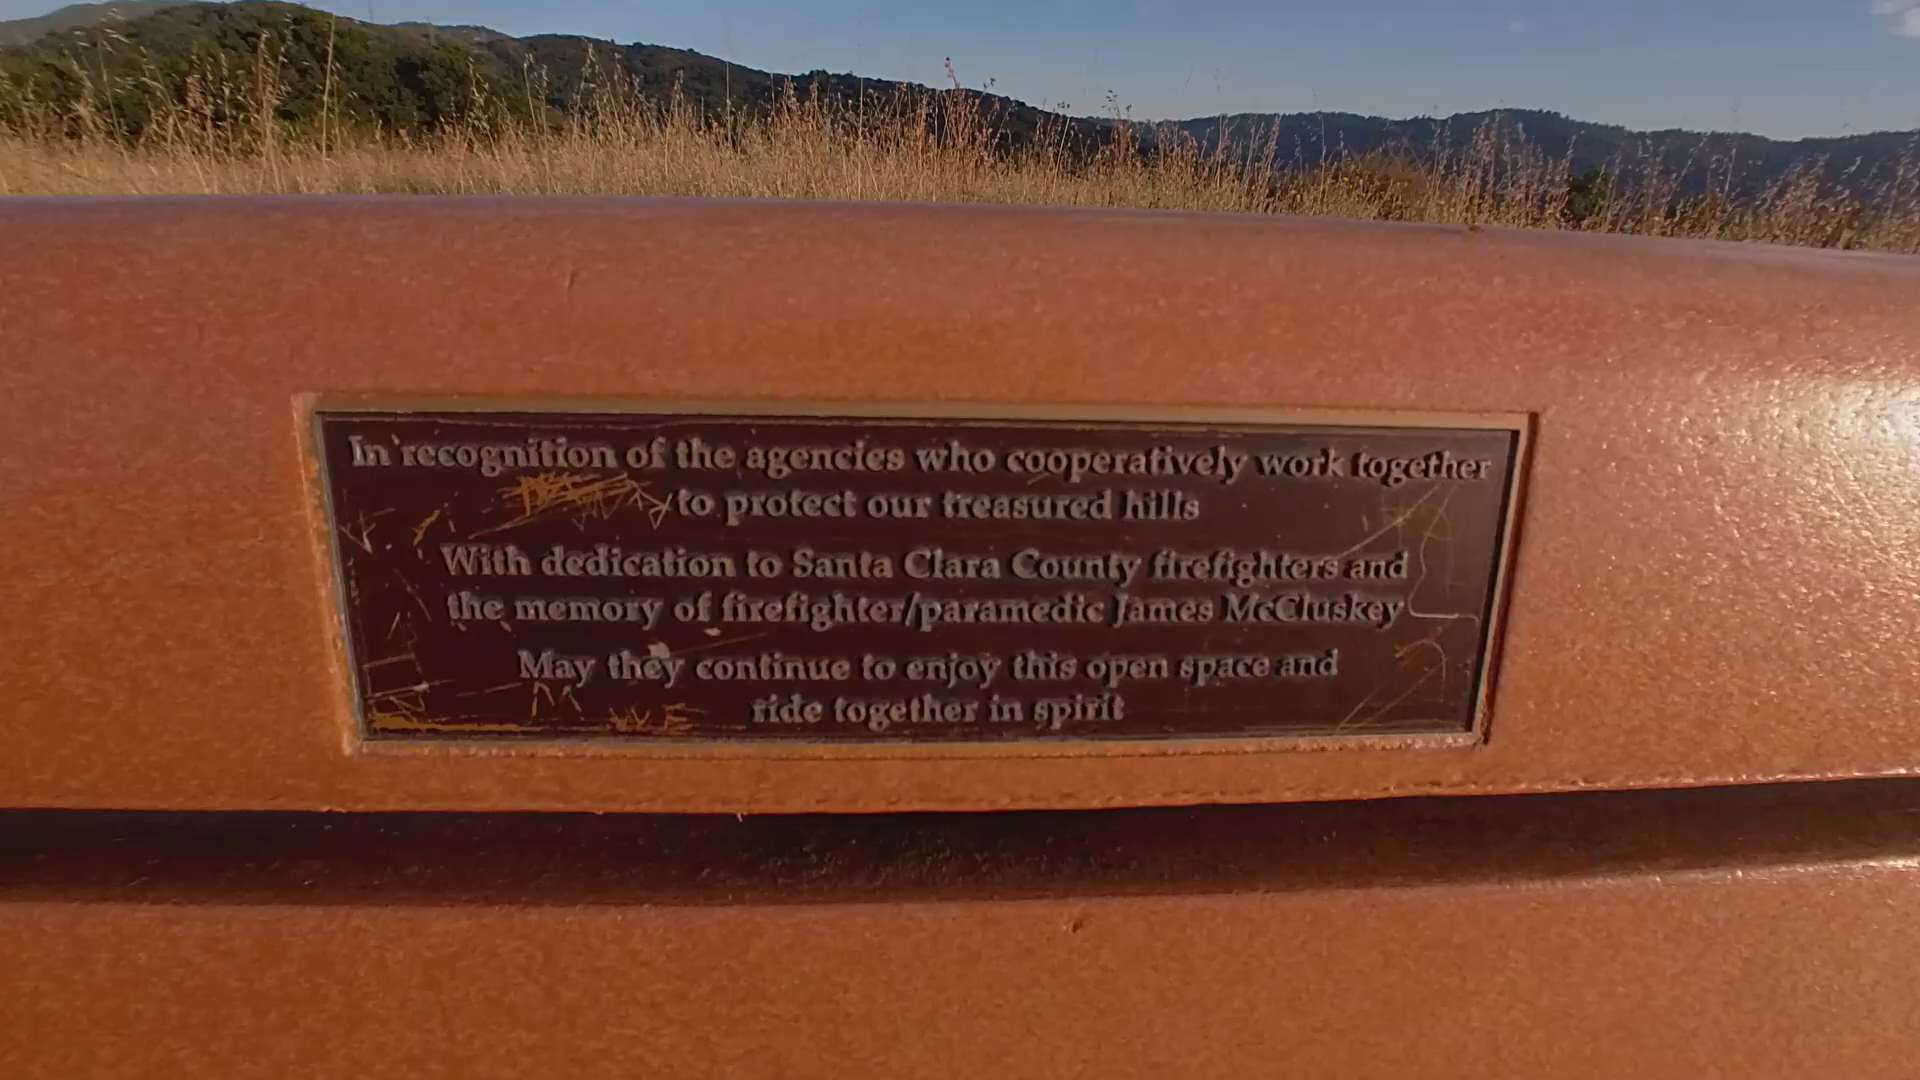 In recognition of the agencies who cooperatively work together
to protect our treasured hills
With dedication to Santa Clara County firefighters and
the memory of firefighter/paramedic James McCluskey
May they continue to enjoy this open space and
ride together in spirit